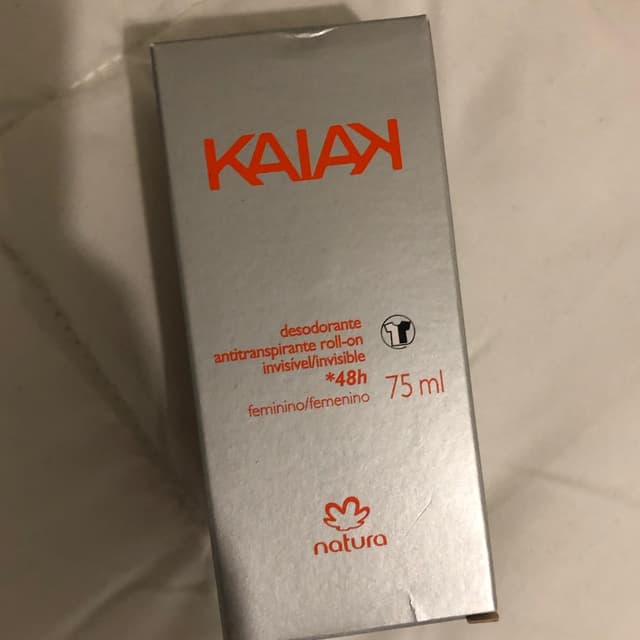 KAIAK
desodorante
antitranspirante roll-on
invisível/invisible
*48h
feminino/femenino
75 ml
natura